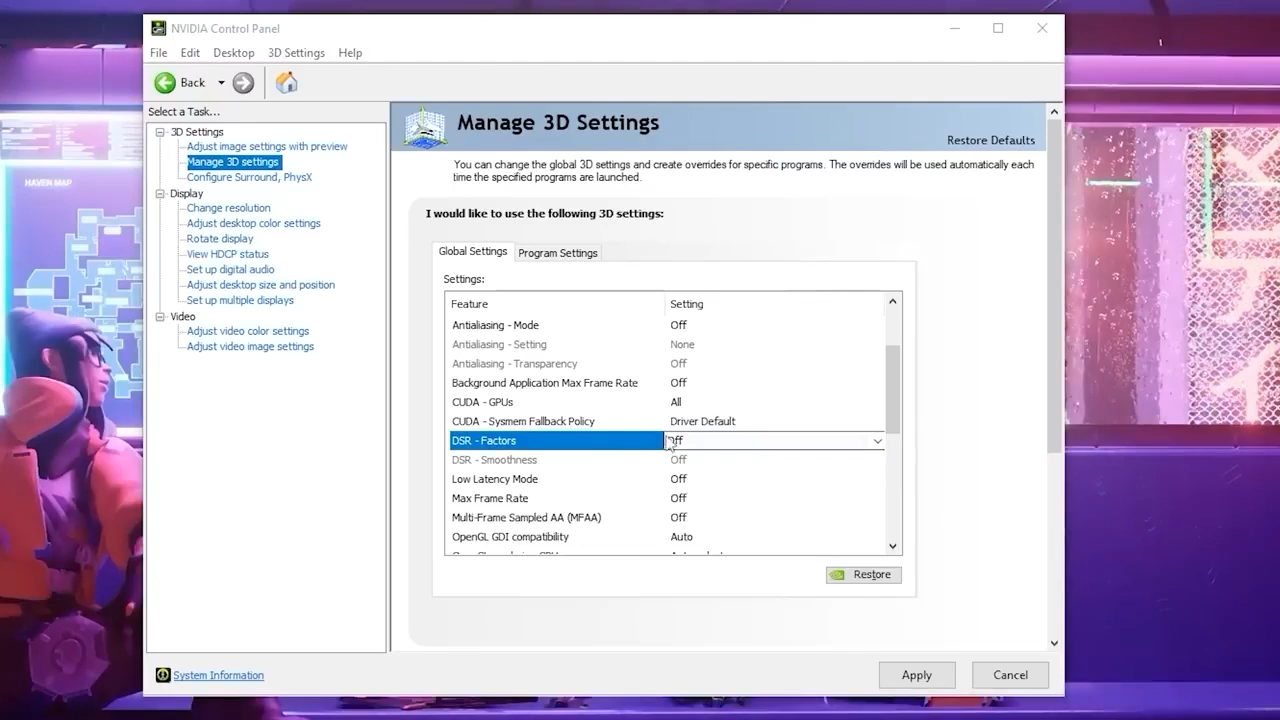 NVIDIA Control Panel
File Edit Desktop 3D Settings Help
Back
Select a Task...
3D Settings
Adjust image settings with preview
Manage 3D settings
Configure Surround, PhysX
Display
Change resolution
Adjust desktop color settings
Rotate display
View HDCP status
Set up digital audio
Adjust desktop size and position
Set up multiple displays
Video
Adjust video color settings
Adjust video image settings
System Information
Manage 3D Settings
Restore Defaults
You can change the global 3D settings and create overrides for specific programs. The overrides will be used automatically each
time the specified programs are launched.
I would like to use the following 3D settings:
Global Settings Program Settings
Settings:
Feature Setting
Antialiasing - Mode Off
Antialiasing - Setting None
Antialiasing - Transparency Off
Background Application Max Frame Rate Off
CUDA - GPUs All
CUDA - Sysmem Fallback Policy Driver Default
DSR - Factors Off
DSR - Smoothness Off
Low Latency Mode Off
Max Frame Rate Off
Multi-Frame Sampled AA (MFAA) Off
OpenGL GDI compatibility Auto
Restore
Apply Cancel
HAVEN MAP